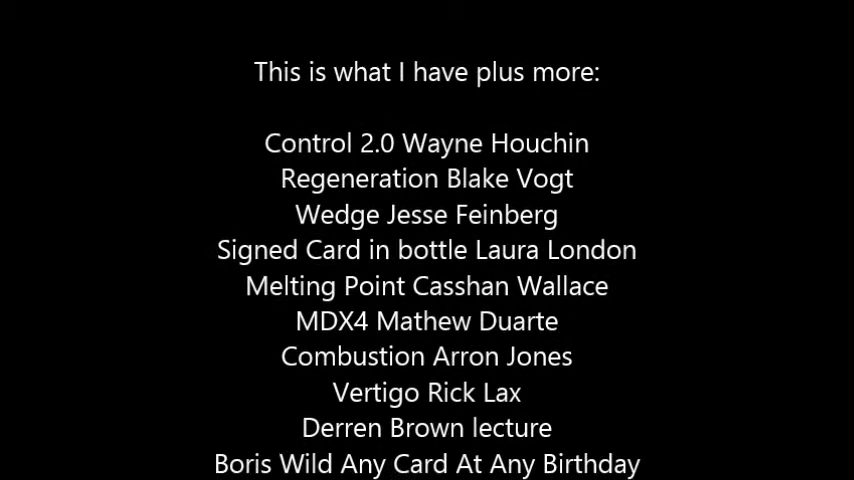 This is what I have plus more:
Control 2.0 Wayne Houchin
Regeneration Blake Vogt
Wedge Jesse Feinberg
Signed Card in bottle Laura London
Melting Point Casshan Wallace
MDX4 Mathew Duarte
Combustion Arron Jones
Vertigo Rick Lax
Derren Brown lecture
Boris Wild Any Card At Any Birthday